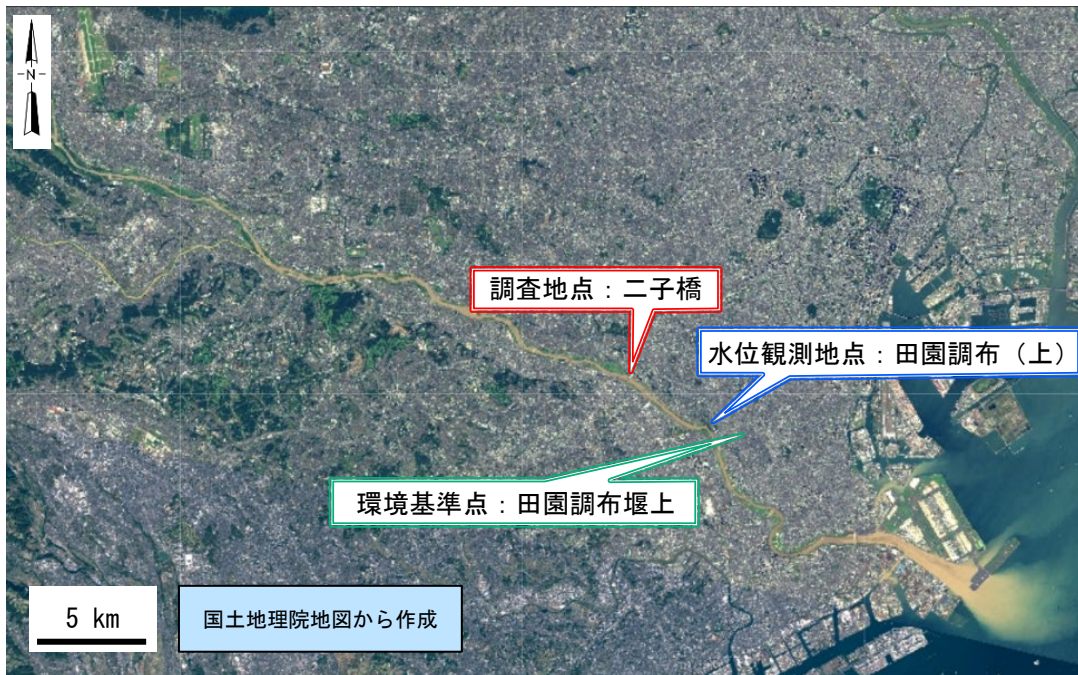 N
調査地点：二子橋
水位観測地点：田園調布（上）
環境基準点：田園調布堰上
5 km
国土地理院地図から作成